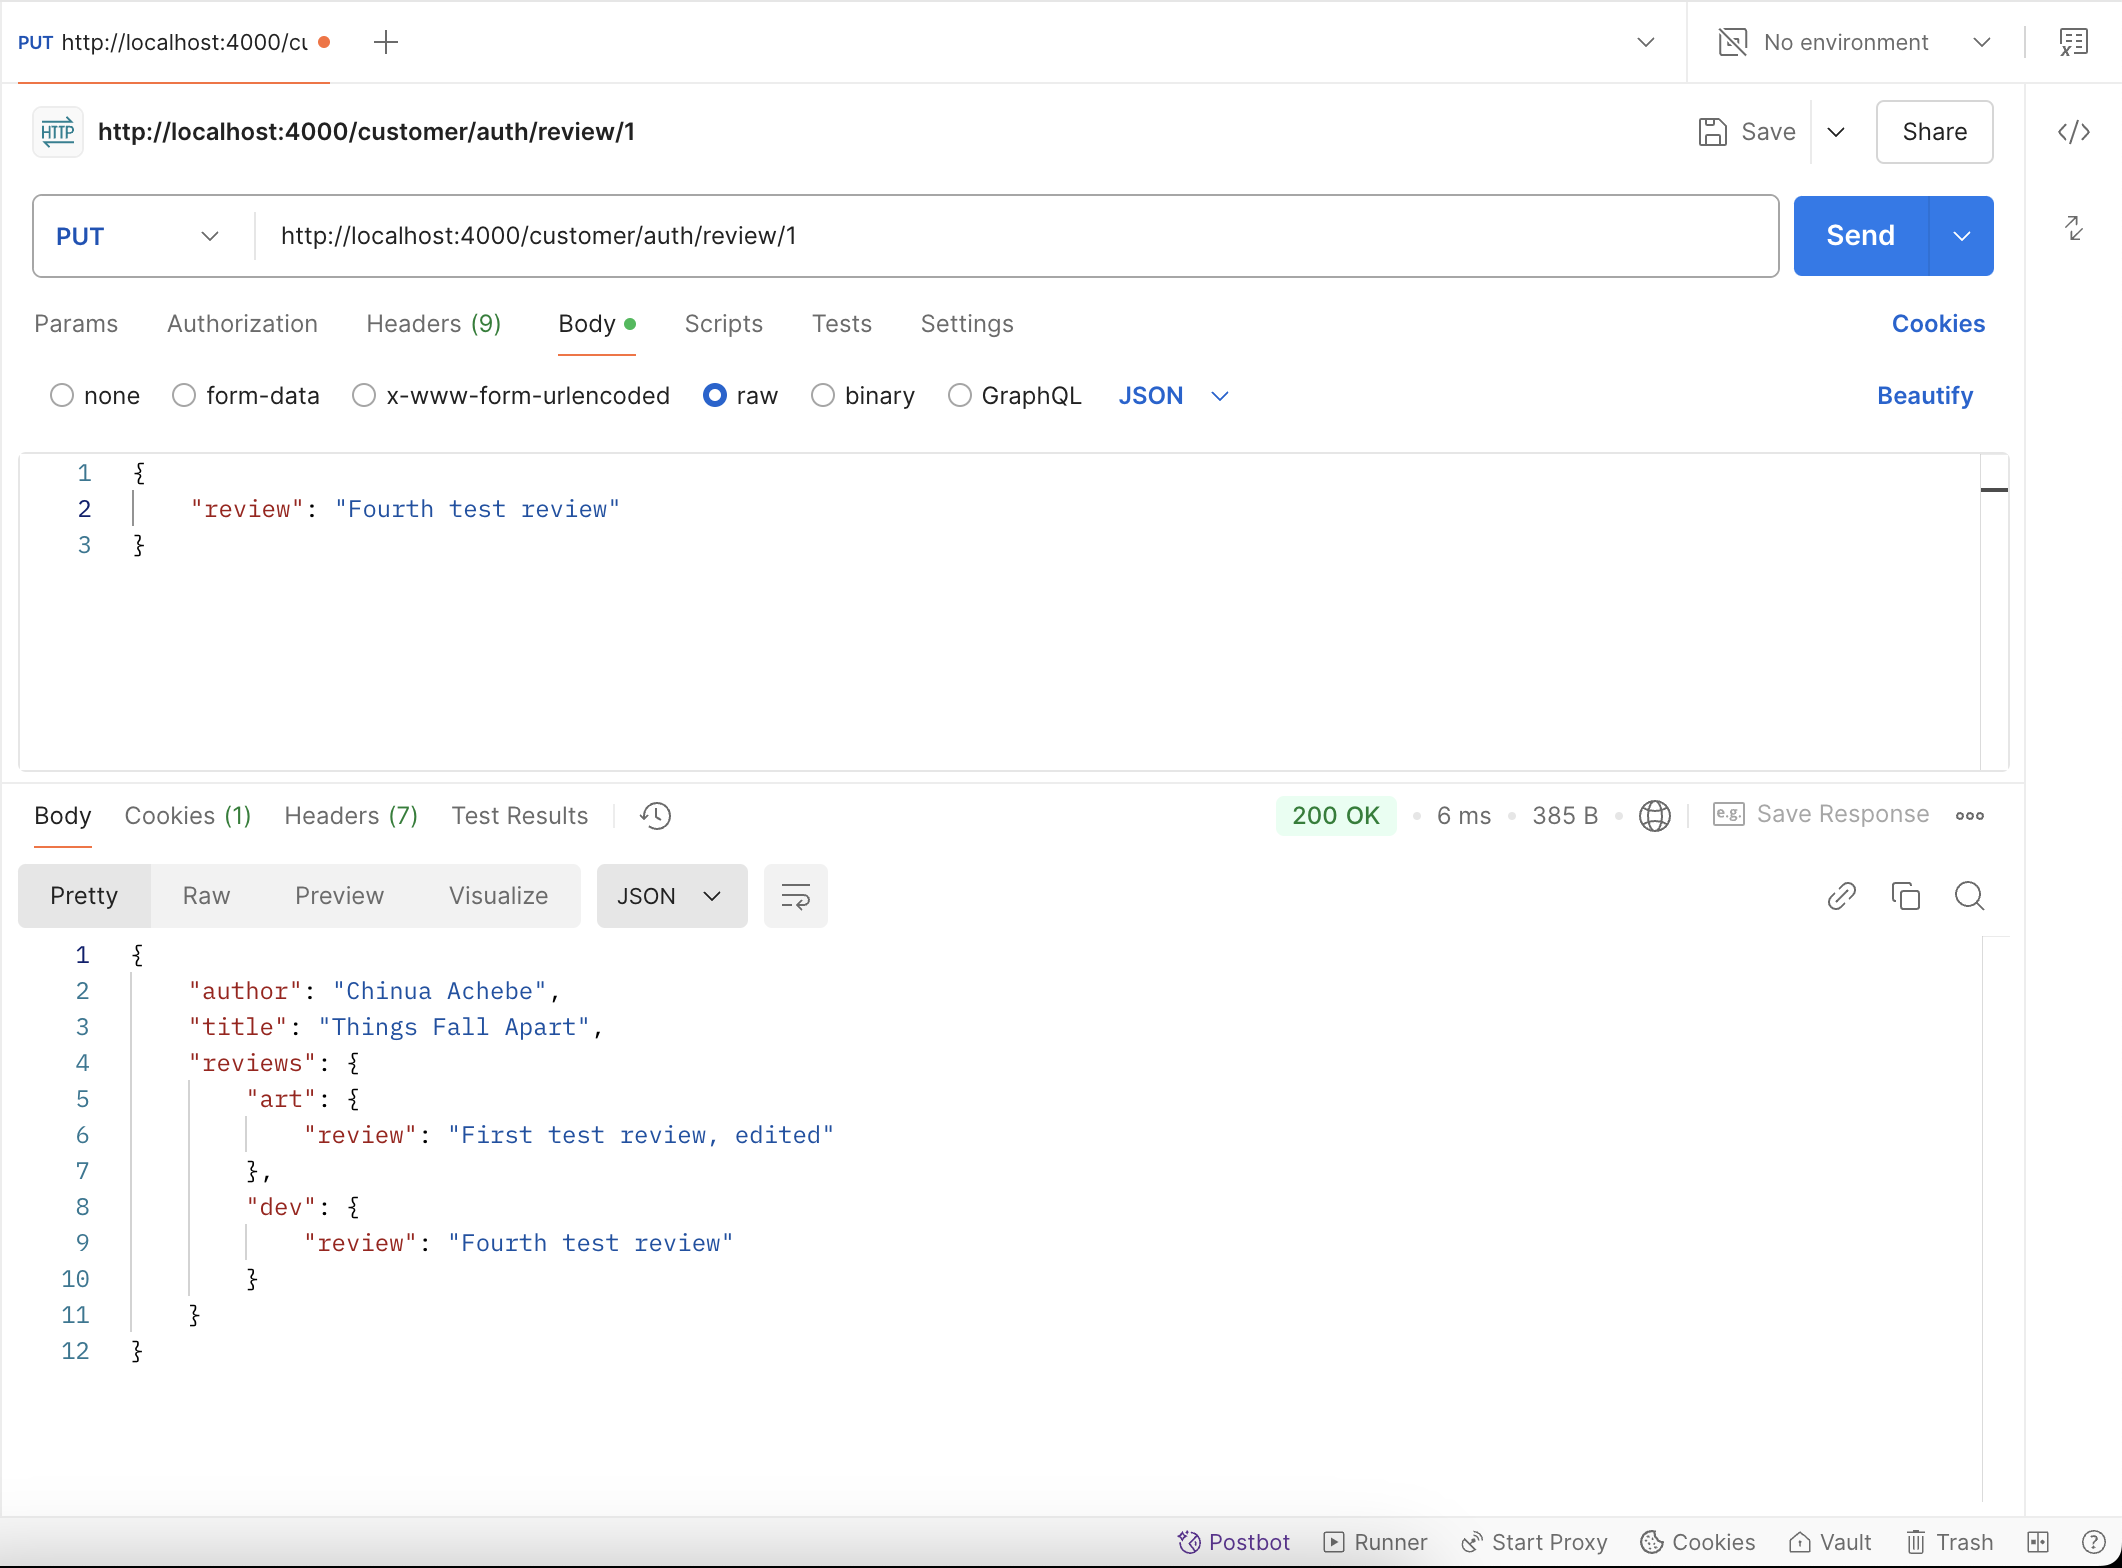 PUT http://localhost:4000/cu
No environment
HTTP http://localhost:4000/customer/auth/review/1
Save
Share
PUT http://localhost:4000/customer/auth/review/1
Send
Params Authorization Headers (9) Body Scripts Tests Settings Cookies
none form-data x-www-form-urlencoded raw binary GraphQL JSON Beautify
1 {
2 "review": "Fourth test review"
3 }
Body Cookies (1) Headers (7) Test Results 200 OK 6 ms 385 B e.g. Save Response
Pretty Raw Preview Visualize JSON
1 {
2 "author": "Chinua Achebe",
3 "title": "Things Fall Apart",
4 "reviews": {
5 "art": {
6 "review": "First test review, edited"
7 },
8 "dev": {
9 "review": "Fourth test review"
10 }
11 }
12 }
Postbot Runner Start Proxy Cookies Vault Trash